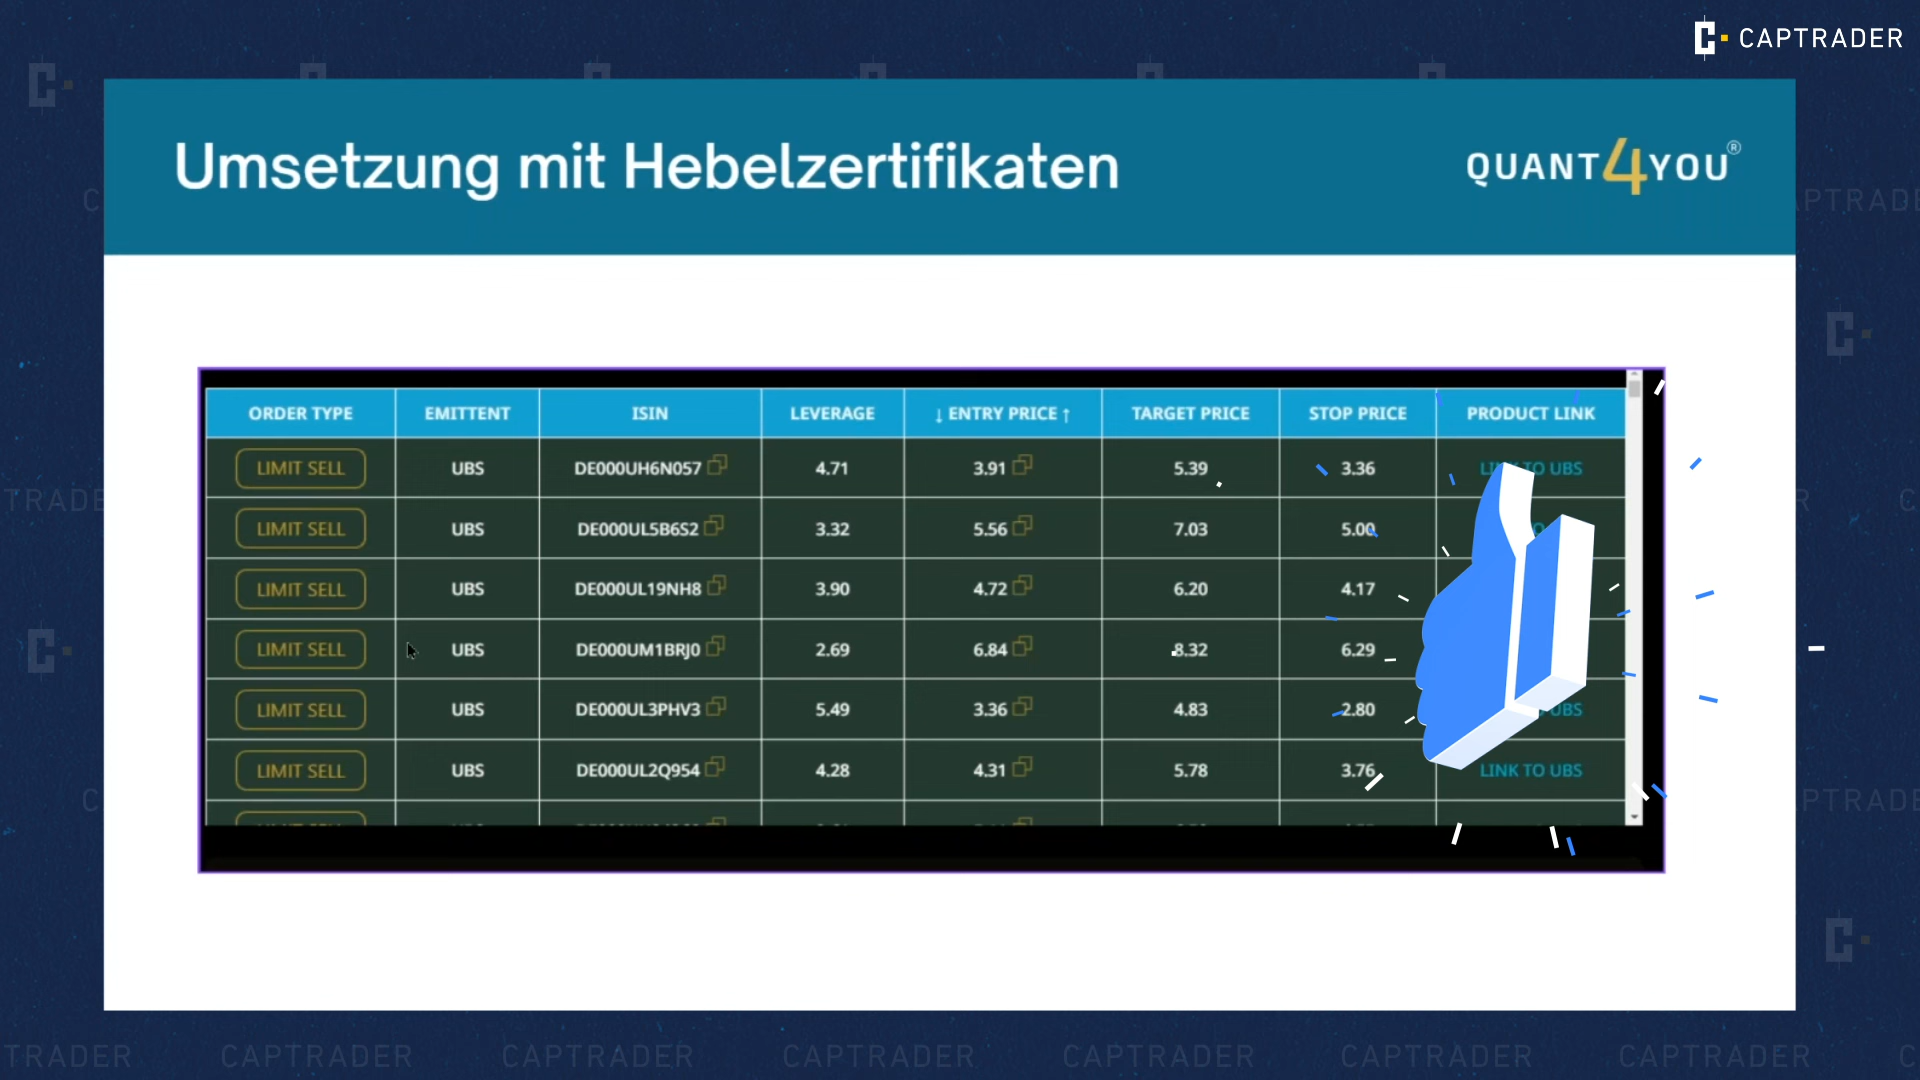 CAPTRADER
Umsetzung mit Hebelzertifikaten
QUANT4YOU®
ORDER TYPE EMITTENT ISIN LEVERAGE ↓ ENTRY PRICE ↑ TARGET PRICE STOP PRICE PRODUCT LINK
LIMIT SELL UBS DE000UH6N057 4.71 3.91 5.39 3.36 TO UBS
LIMIT SELL UBS DE000UL5B6S2 3.32 5.56 7.03 5.00
LIMIT SELL UBS DE000UL19NH8 3.90 4.72 6.20 4.17
LIMIT SELL UBS DE000UM1BRJ0 2.69 6.84 8.32 6.29
LIMIT SELL UBS DE000UL3PHV3 5.49 3.36 4.83 2.80 UBS
LIMIT SELL UBS DE000UL2Q954 4.28 4.31 5.78 3.76 LINK TO UBS
TRADER CAPTRADER CAPTRADER CAPTRADER CAPTRADER CAPTRADER CAPTRADER